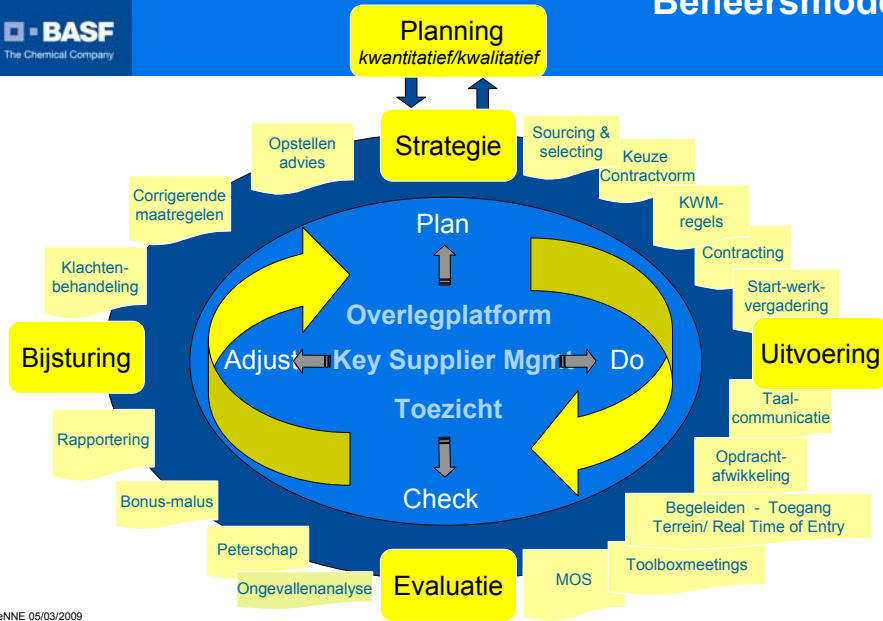 BASF
The Chemical Company
Beheersmode
Planning
kwantitatief/kwalitatief
Strategie
Opstellen
advies
Sourcing &
selecting
Keuze
Contractvorm
Corrigerende
maatregelen
KWM-
regels
Plan
Contracting
Klachten-
behandeling
Start-werk-
vergadering
Overlegplatform
Bijsturing
Adjust
Key Supplier Mgmt
Do
Uitvoering
Toezicht
Taal-
communicatie
Rapportering
Opdracht-
afwikkeling
Bonus-malus
Check
Begeleiden - Toegang
Terrein/ Real Time of Entry
Peterschap
Toolboxmeetings
Ongevallenanalyse
Evaluatie
MOS
eNNE 05/03/2009